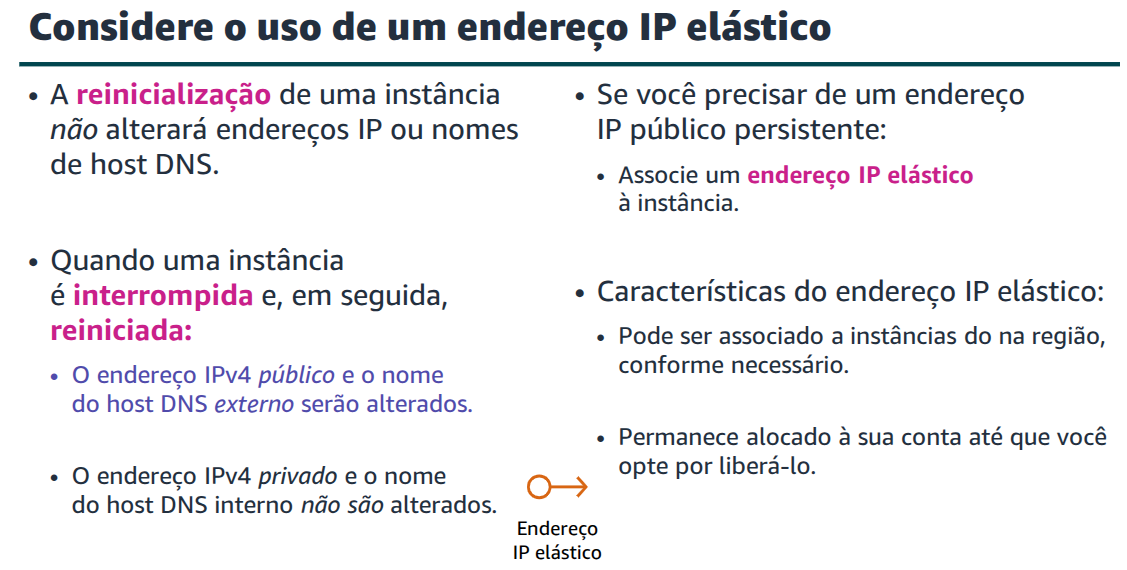 Considere o uso de um endereço IP elástico
• A reinicialização de uma instância
não alterará endereços IP ou nomes
de host DNS.
• Quando uma instância
é interrompida e, em seguida,
reiniciada:
• O endereço IPv4 público e o nome
do host DNS externo serão alterados.
• O endereço IPv4 privado e o nome
do host DNS interno não são alterados.
• Se você precisar de um endereço
IP público persistente:
• Associe um endereço IP elástico
à instância.
• Características do endereço IP elástico:
• Pode ser associado a instâncias do na região,
conforme necessário.
• Permanece alocado à sua conta até que você
opte por liberá-lo.
Endereço
IP elástico